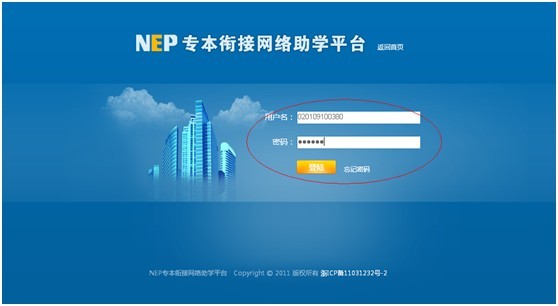 NEP 专本衔接网络助学平台 返回首页
用户名： 020109100380
密码： ●●●●●●
登陆 忘记密码
NEP专本衔接网络助学平台 Copyright © 2011 版权所有 浙ICP备11031232号-2